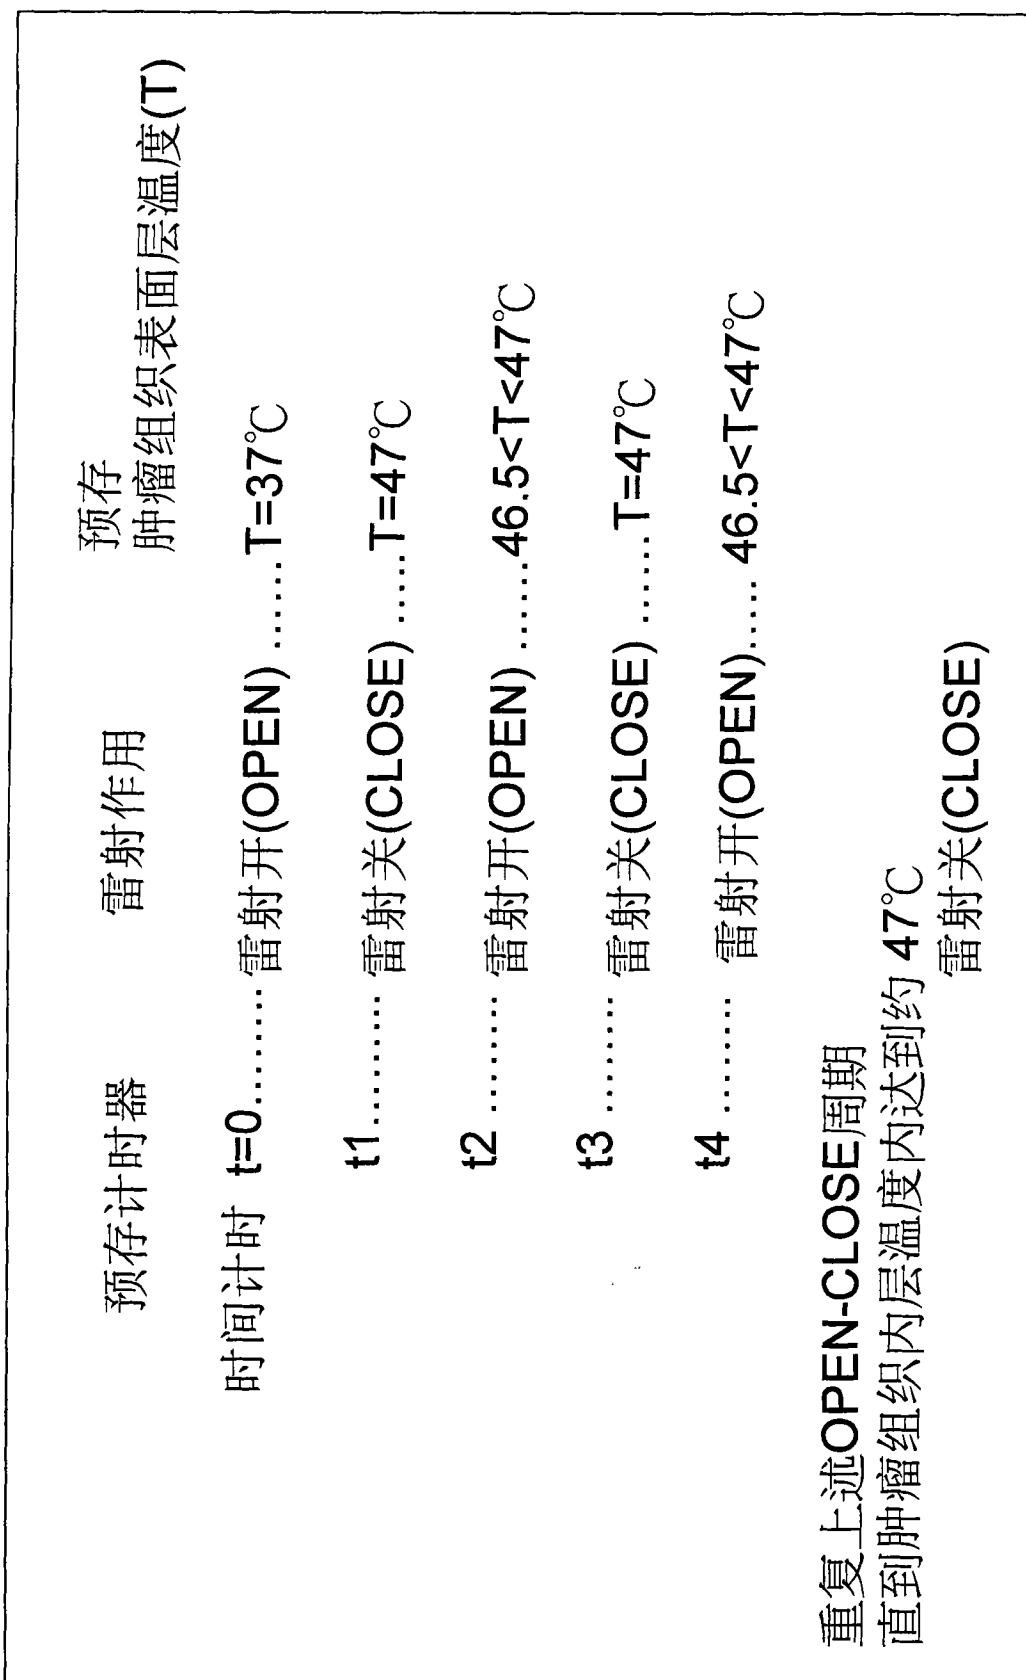 预存计时器 雷射作用 预存
肿瘤组织表面层温度(T)
时间计时 t=0.........雷射开(OPEN)......T=37℃
t1..........雷射关(CLOSE).....T=47℃
t2..........雷射开(OPEN)......46.5<T<47℃
t3..........雷射关(CLOSE)......T=47℃
t4..........雷射开(OPEN)..... 46.5<T<47℃
重复上述OPEN-CLOSE周期
直到肿瘤组织内层温度内达到约 47℃
雷射关(CLOSE)